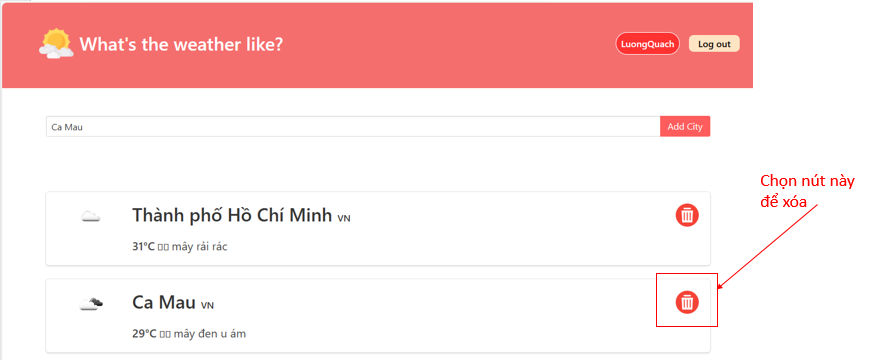 What's the weather like?
LuongQuach
Log out
Ca Mau
Add City
Chọn nút này
để xóa
Thành phố Hồ Chí Minh VN
31°C ▯▯ mây rải rác
Ca Mau VN
29°C ▯▯ mây đen u ám